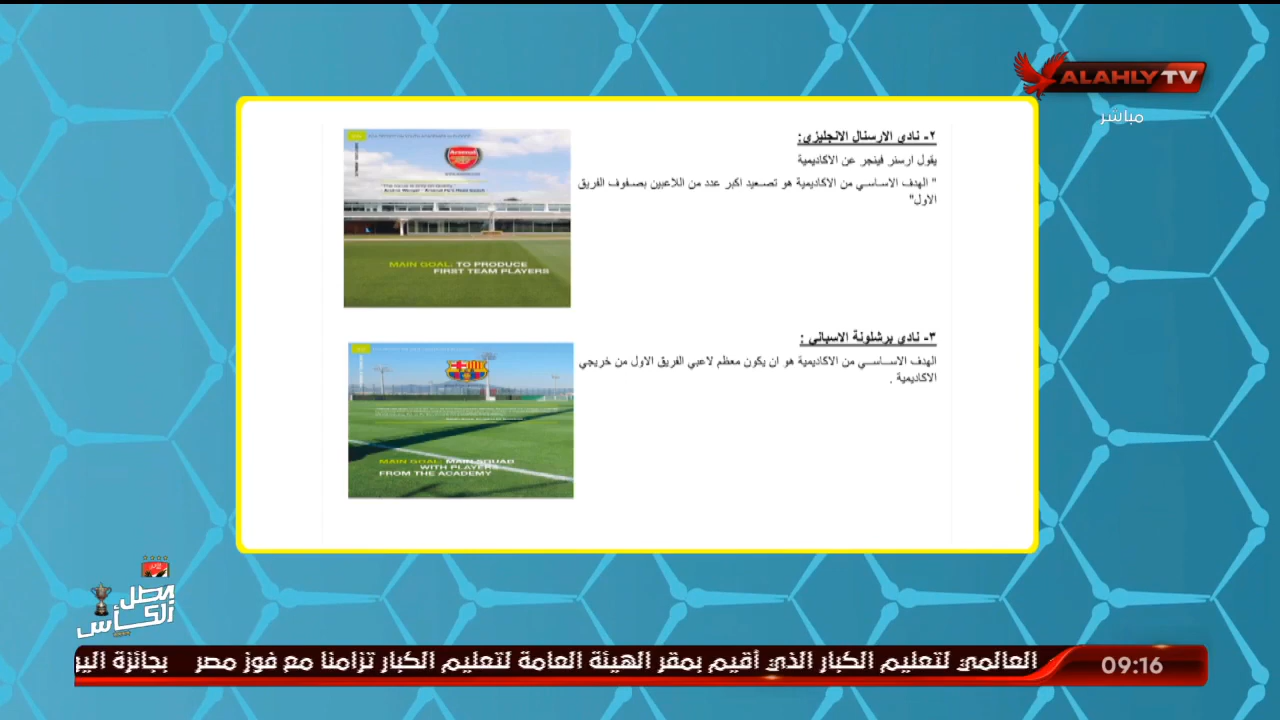 ALAHLY TV
مباشر
٢- نادي الارسنال الانجليزي:
يقول ارسنر فينجر عن الاكاديمية
" الهدف الاساسي من الاكاديمية هو تصعيد اكبر عدد من اللاعبين بصفوف الفريق
الاول"
Arsenal
MAIN GOAL: TO PRODUCE
FIRST TEAM PLAYERS
٣- نادي برشلونة الاسباني :
الهدف الاساسي من الاكاديمية هو ان يكون معظم لاعبي الفريق الاول من خريجي
الاكاديمية .
MAIN GOAL: MAIN SQUAD
WITH PLAYERS
FROM THE ACADEMY
بطل
الكأس
العالمي لتعليم الكبار الذي أقيم بمقر الهيئة العامة لتعليم الكبار تزامنا مع فوز مصر بجائزة
09:16